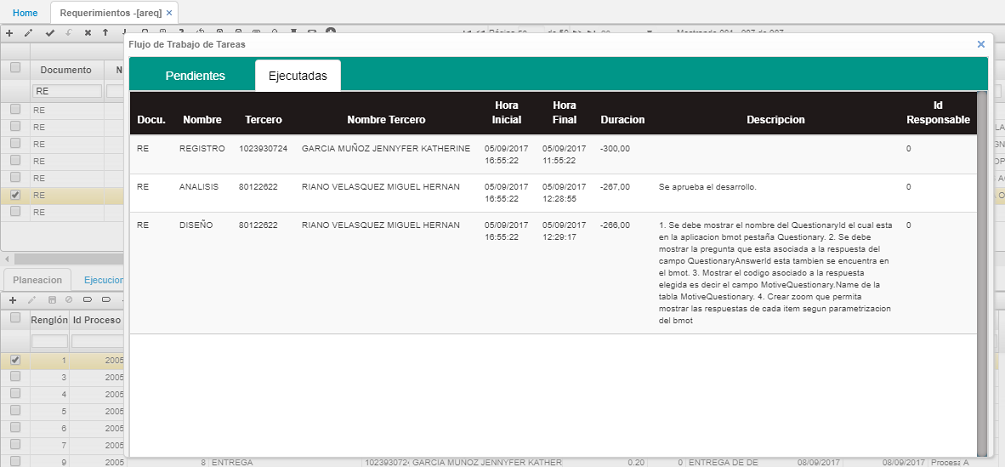 Home
Requerimientos -[areq] ×
Flujo de Trabajo de Tareas ×
Pendientes Ejecutadas
Docu. Nombre Tercero Nombre Tercero Hora Inicial Hora Final Duracion Descripcion Id Responsable
RE REGISTRO 1023930724 GARCIA MUÑOZ JENNYFER KATHERINE 05/09/2017 16:55:22 05/09/2017 11:55:22 -300,00 0
RE ANALISIS 80122622 RIANO VELASQUEZ MIGUEL HERNAN 05/09/2017 16:55:22 05/09/2017 12:28:55 -267,00 Se aprueba el desarrollo. 0
RE DISEÑO 80122622 RIANO VELASQUEZ MIGUEL HERNAN 05/09/2017 16:55:22 05/09/2017 12:29:17 -266,00 0
1. Se debe mostrar el nombre del QuestionaryId el cual esta
en la aplicacion bmot pestaña Questionary. 2. Se debe
mostrar la pregunta que esta asociada a la respuesta del
campo QuestionaryAnswerId esta tambien se encuentra en
el bmot. 3. Mostrar el codigo asociado a la respuesta
elegida es decir el campo MotiveQuestionary.Name de la
tabla MotiveQuestionary. 4. Crear zoom que permita
mostrar las respuestas de cada item segun parametrizacion
del bmot
Documento N
RE
RE
RE
RE
RE
RE
RE
RE
Planeacion Ejecucion
Renglón Id Proceso
1 2005
3 2005
4 2005
5 2005
6 2005
7 2005
9 8 ENTREGA GARCIA MUNOZ JENNYFER KATHER 0.20 0 ENTREGA DE DE 08/09/2017 08/09/2017 Proceso A